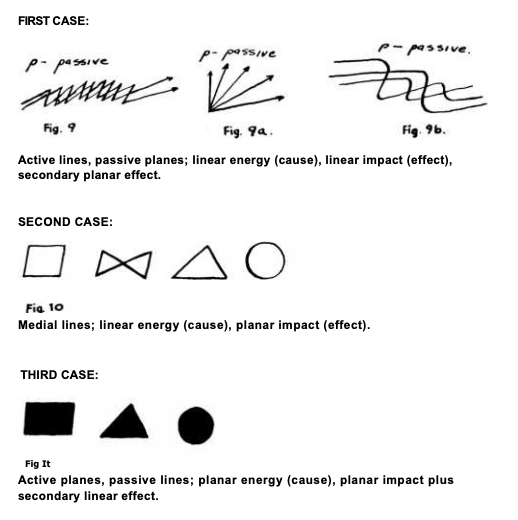 FIRST CASE:
p - passive
p - passive
p - passive.
Fig. 9
Fig. 9a.
Fig. 9b.
Active lines, passive planes; linear energy (cause), linear impact (effect),
secondary planar effect.
SECOND CASE:
Fig 10
Medial lines; linear energy (cause), planar impact (effect).
THIRD CASE:
Fig It
Active planes, passive lines; planar energy (cause), planar impact plus
secondary linear effect.